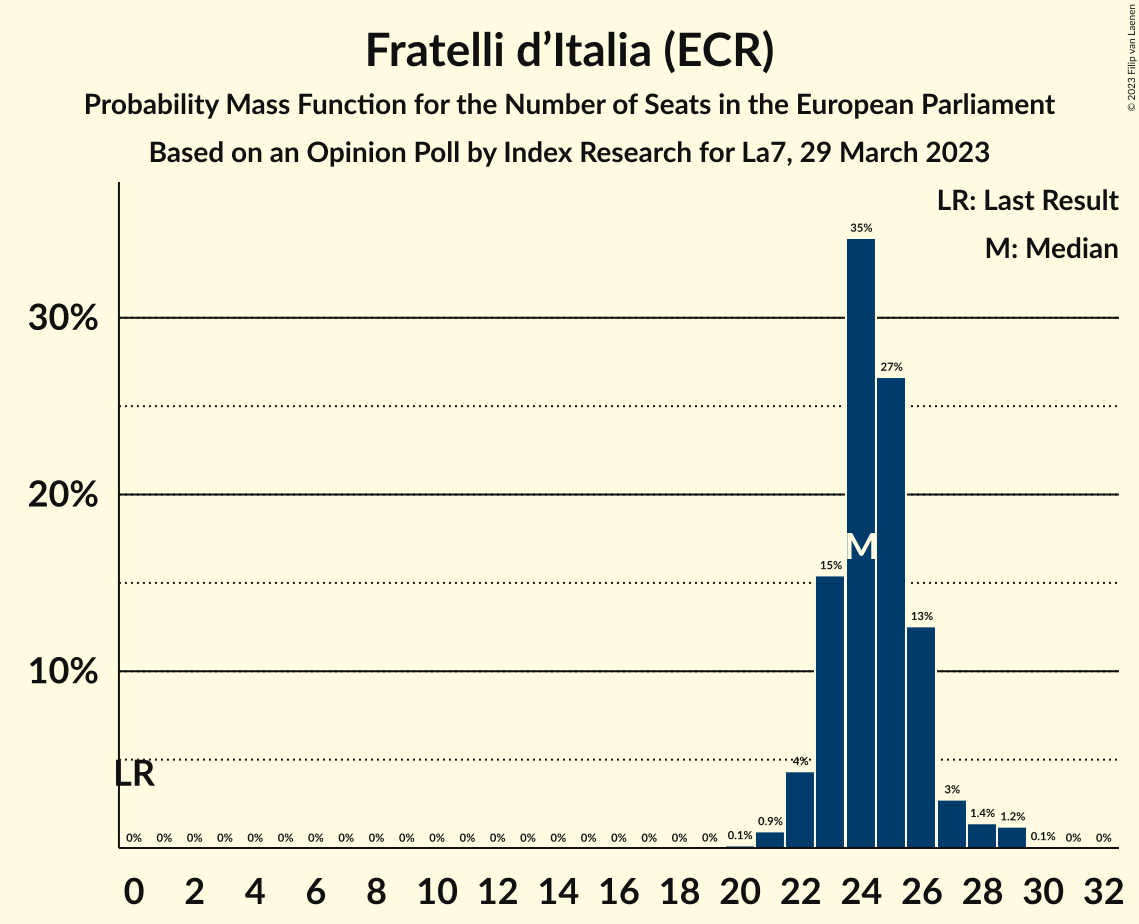 © 2023 Filip van Laenen
Fratelli d’Italia (ECR)
Probability Mass Function for the Number of Seats in the European Parliament
Based on an Opinion Poll by Index Research for La7, 29 March 2023
LR: Last Result
M: Median
35%
30%
27%
20%
M
15%
13%
10%
LR
4%
3%
1.4%
1.2%
0.9%
0% 0% 0% 0% 0% 0% 0% 0% 0% 0% 0% 0% 0% 0% 0% 0% 0% 0% 0% 0% 0.1% 0.1% 0% 0%
0 2 4 6 8 10 12 14 16 18 20 22 24 26 28 30 32